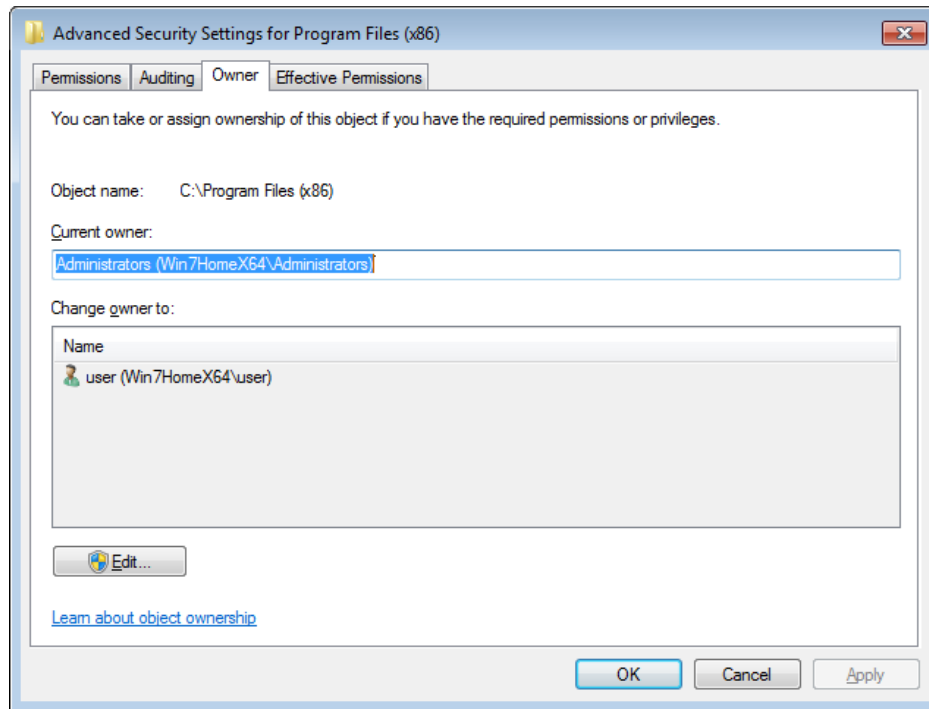 Advanced Security Settings for Program Files (x86)
Permissions Auditing Owner Effective Permissions
You can take or assign ownership of this object if you have the required permissions or privileges.
Object name: C:\Program Files (x86)
Current owner:
Administrators (Win7HomeX64\Administrators)
Change owner to:
Name
user (Win7HomeX64\user)
Edit...
Learn about object ownership
OK Cancel Apply